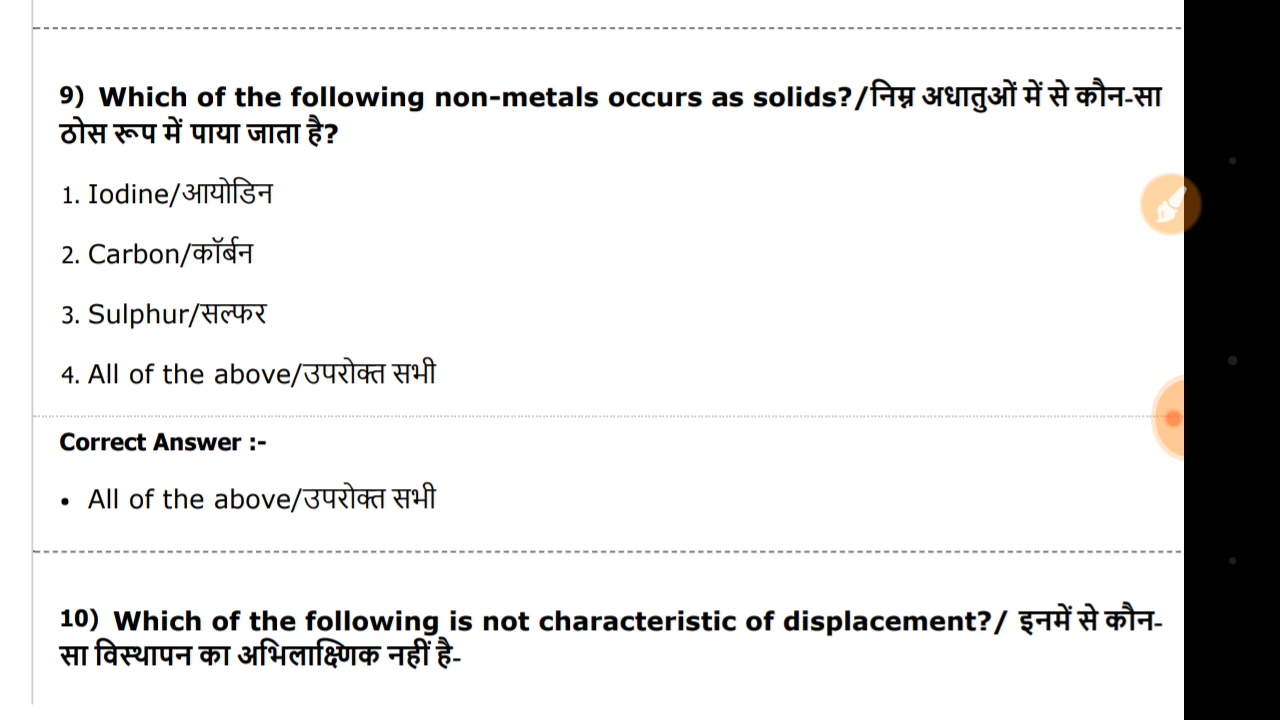 9) Which of the following non-metals occurs as solids?/निम्न अधातुओं में से कौन-सा
ठोस रूप में पाया जाता है?
1. Iodine/आयोडिन
2. Carbon/कॉर्बन
3. Sulphur/सल्फर
4. All of the above/उपरोक्त सभी
Correct Answer :-
• All of the above/उपरोक्त सभी
10) Which of the following is not characteristic of displacement?/ इनमें से कौन-
सा विस्थापन का अभिलाक्ष्णिक नहीं है-